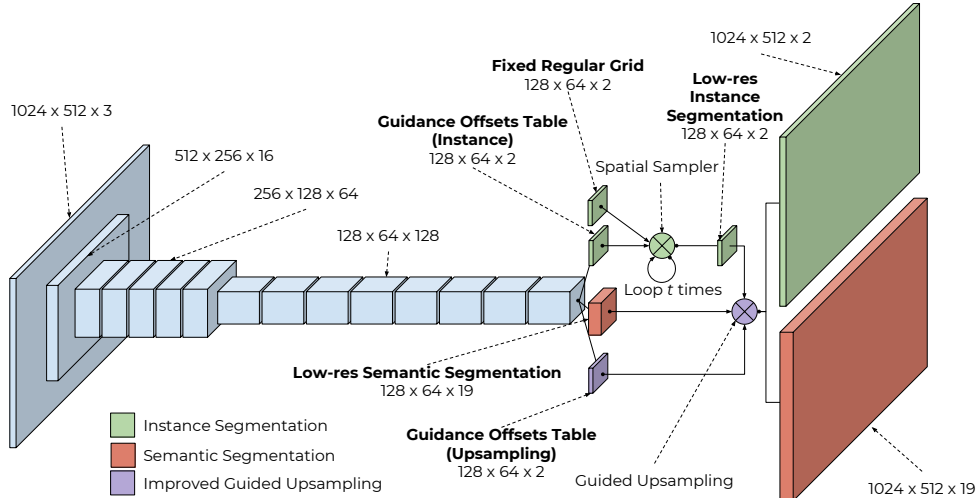 1024 x 512 x 3
512 x 256 x 16
256 x 128 x 64
128 x 64 x 128
Guidance Offsets Table
(Instance)
128 x 64 x 2
Fixed Regular Grid
128 x 64 x 2
Spatial Sampler
Low-res
Instance
Segmentation
128 x 64 x 2
1024 x 512 x 2
Loop t times
Low-res Semantic Segmentation
128 x 64 x 19
Guidance Offsets Table
(Upsampling)
128 x 64 x 2
Guided Upsampling
1024 x 512 x 19
Instance Segmentation
Semantic Segmentation
Improved Guided Upsampling